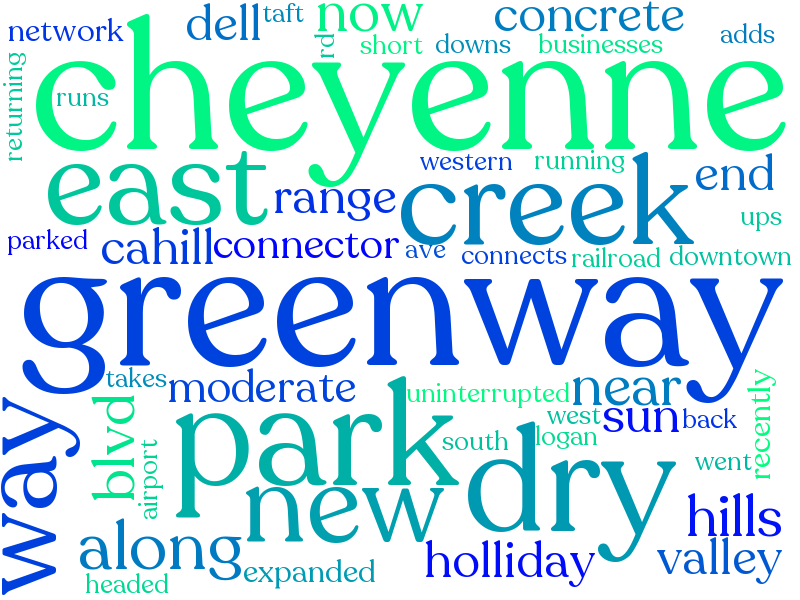 network
dell
taft
now
concrete
adds
returning
runs
cheyenne
rd
short
downs
businesses
east
range
western
running
creek
end
ups
parked
cahill
connector
ave
connects
railroad
downtown
greenway
takes
moderate
uninterrupted
near
way
blvd
airport
park
south
west
logan
sun
back
recently
new
dry
went
along
headed
expanded
holliday
hills
valley